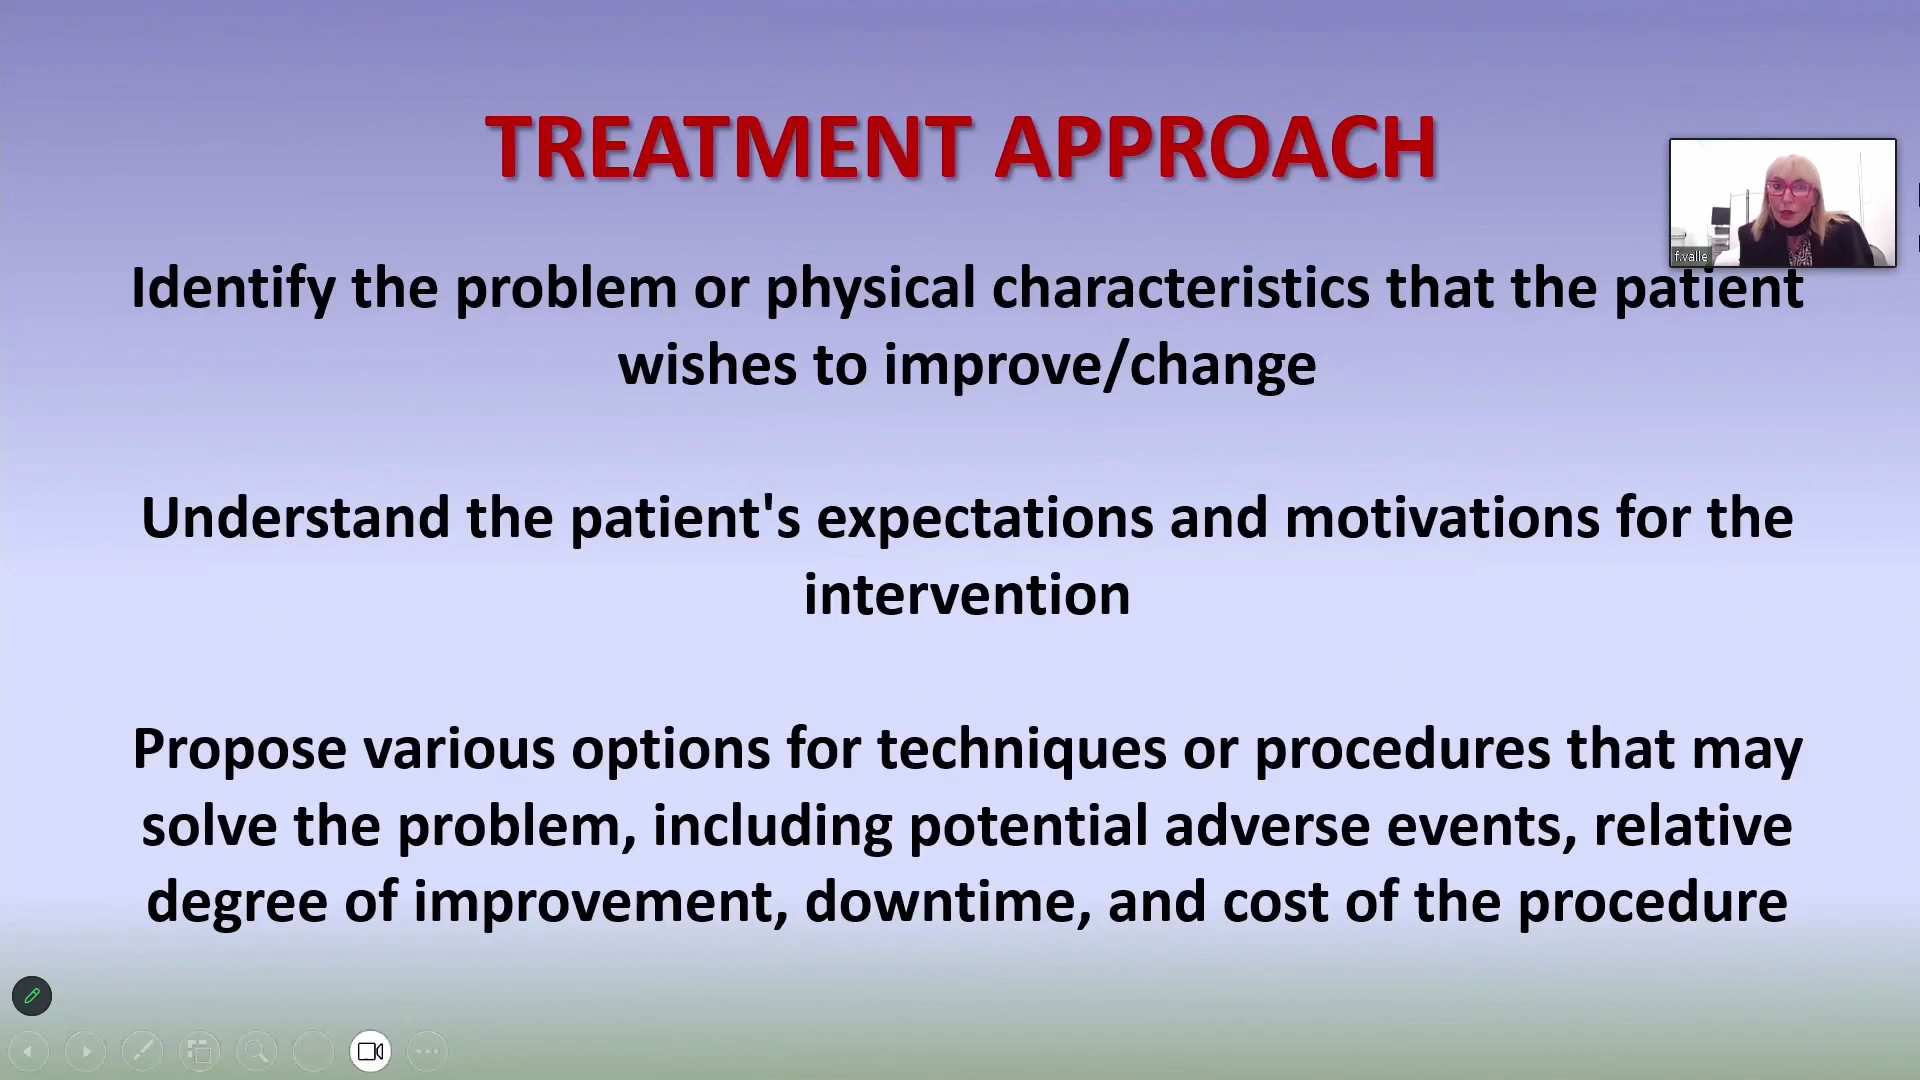 TREATMENT APPROACH
f.valle
Identify the problem or physical characteristics that the patient
wishes to improve/change
Understand the patient's expectations and motivations for the
intervention
Propose various options for techniques or procedures that may
solve the problem, including potential adverse events, relative
degree of improvement, downtime, and cost of the procedure